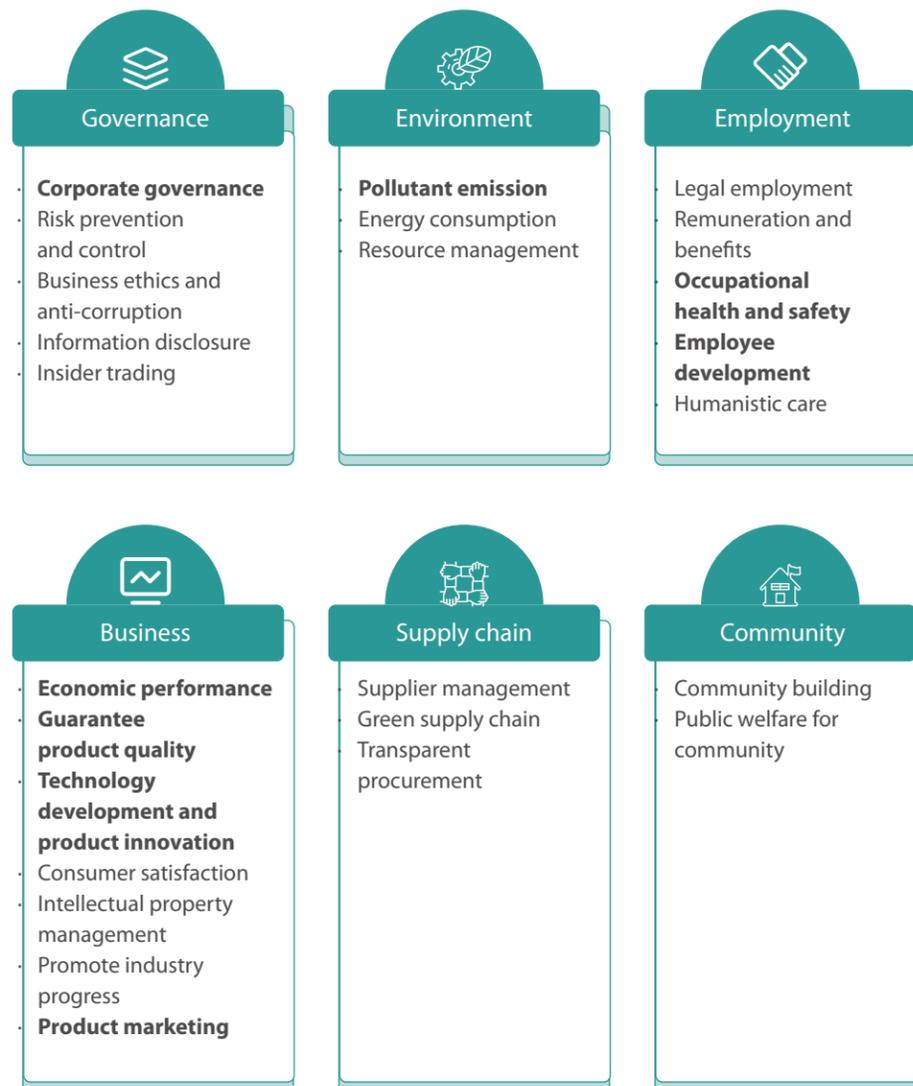 Governance
· Corporate governance
· Risk prevention
and control
· Business ethics and
anti-corruption
· Information disclosure
· Insider trading
Environment
· Pollutant emission
· Energy consumption
· Resource management
Employment
· Legal employment
· Remuneration and
benefits
· Occupational
health and safety
· Employee
development
· Humanistic care
Business
· Economic performance
· Guarantee
product quality
· Technology
development and
product innovation
· Consumer satisfaction
· Intellectual property
management
· Promote industry
progress
· Product marketing
Supply chain
· Supplier management
· Green supply chain
· Transparent
procurement
Community
· Community building
· Public welfare for
community